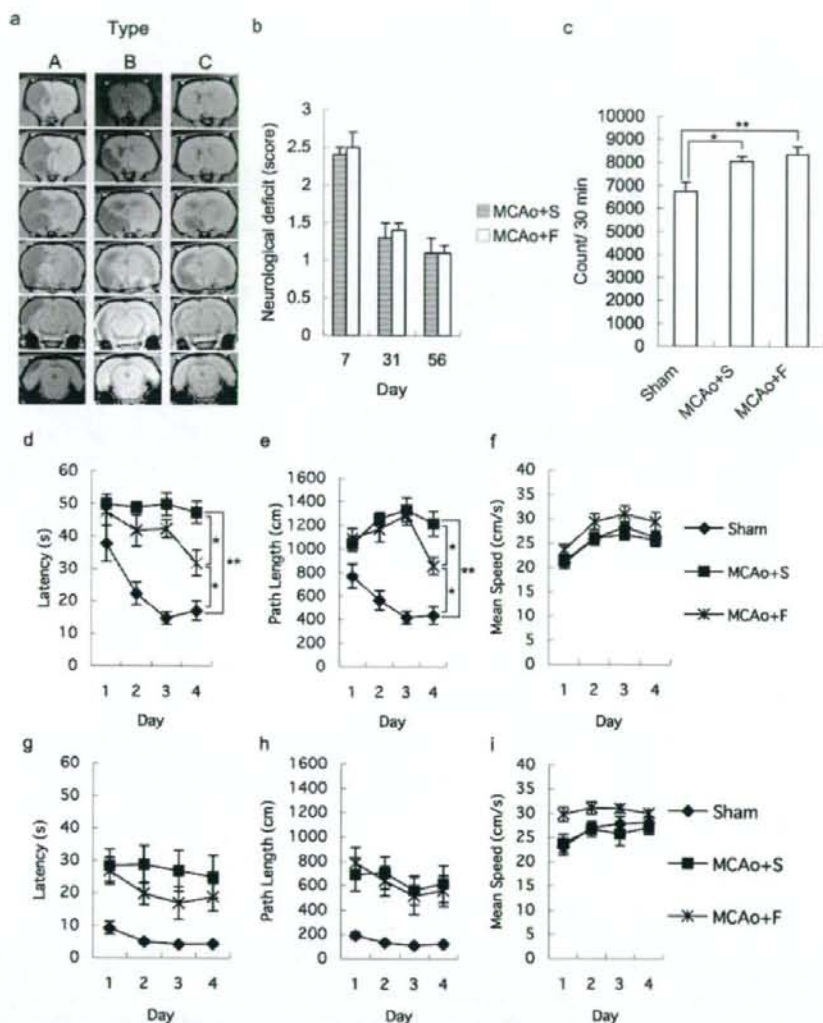 a
Type
A B C
b
Neurological deficit (score)
3
2.5
2
1.5
1
0.5
0
7 31 56
Day
MCAo+S
MCAo+F
c
Count/ 30 min
10000
9000
8000
7000
6000
5000
4000
3000
2000
1000
0
*
**
Sham
MCAo+S
MCAo+F
d
Latency (s)
60
50
40
30
20
10
0
1 2 3 4
Day
*
*
**
e
Path Length (cm)
1600
1400
1200
1000
800
600
400
200
0
1 2 3 4
Day
*
*
**
f
Mean Speed (cm/s)
40
35
30
25
20
15
10
5
0
1 2 3 4
Day
Sham
MCAo+S
MCAo+F
g
Latency (s)
60
50
40
30
20
10
0
1 2 3 4
Day
h
Path Length (cm)
1600
1400
1200
1000
800
600
400
200
0
1 2 3 4
Day
i
Mean Speed (cm/s)
40
35
30
25
20
15
10
5
0
1 2 3 4
Day
Sham
MCAo+S
MCAo+F